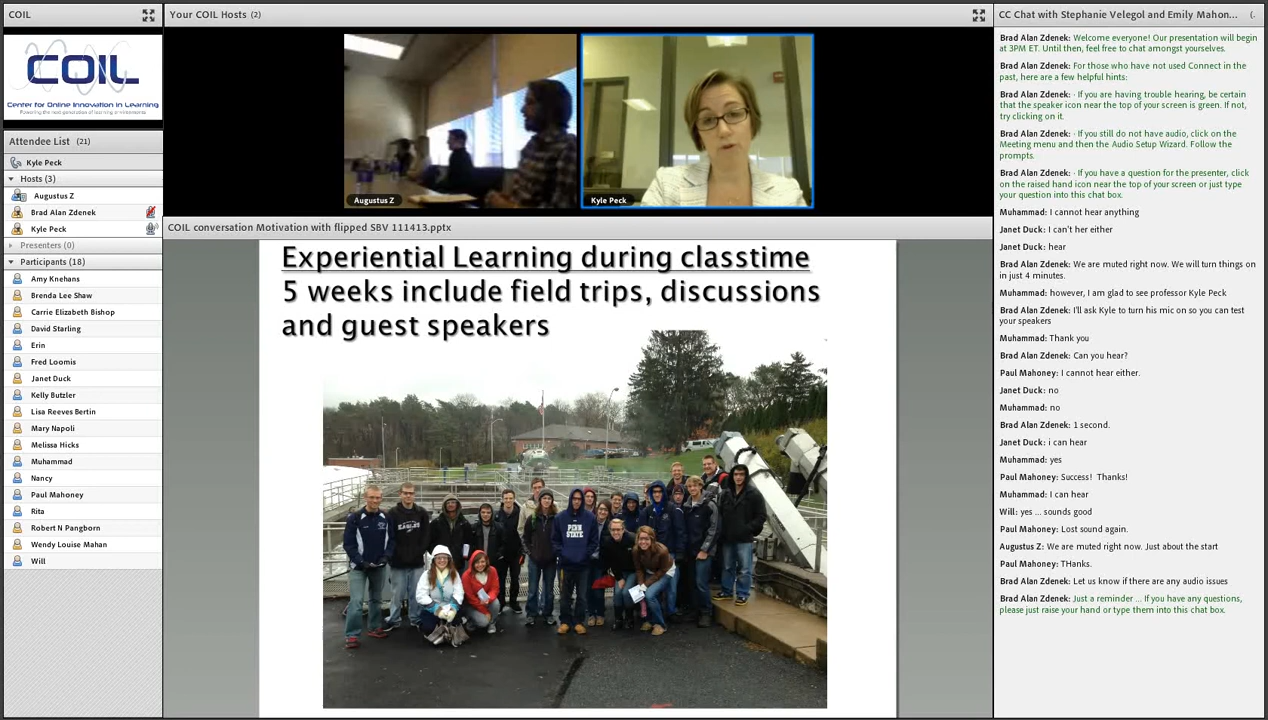 COIL
COIL
Center for Online Innovation in Learning
Attendee List (21)
Kyle Peck
Hosts (3)
Augustus Z
Brad Alan Zdenek
Kyle Peck
Presenters (0)
Participants (18)
Amy Knehans
Brenda Lee Shaw
Carrie Elizabeth Bishop
David Starling
Erin
Fred Loomis
Janet Duck
Kelly Butzler
Lisa Reeves Bertin
Mary Napoli
Melissa Hicks
Muhammad
Nancy
Paul Mahoney
Rita
Robert N Pangborn
Wendy Louise Mahan
Will
Your COIL Hosts (2)
Augustus Z
Kyle Peck
COIL conversation Motivation with flipped SBV 111413.pptx
Experiential Learning during classtime
5 weeks include field trips, discussions
and guest speakers
EAGLES
PENN
STATE
CC Chat with Stephanie Velegol and Emily Mahon...
Brad Alan Zdenek: Welcome everyone! Our presentation will begin
at 3PM ET. Until then, feel free to chat amongst yourselves.
Brad Alan Zdenek: For those who have not used Connect in the
past, here are a few helpful hints:
Brad Alan Zdenek: · If you are having trouble hearing, be certain
that the speaker icon near the top of your screen is green. If not,
try clicking on it.
Brad Alan Zdenek: · If you still do not have audio, click on the
Meeting menu and then the Audio Setup Wizard. Follow the
prompts.
Brad Alan Zdenek: · If you have a question for the presenter, click
on the raised hand icon near the top of your screen or just type
your question into this chat box.
Muhammad: I cannot hear anything
Janet Duck: I can't her either
Janet Duck: hear
Brad Alan Zdenek: We are muted right now. We will turn things on
in just 4 minutes.
Muhammad: however, I am glad to see professor Kyle Peck
Brad Alan Zdenek: I'll ask Kyle to turn his mic on so you can test
your speakers
Muhammad: Thank you
Brad Alan Zdenek: Can you hear?
Paul Mahoney: I cannot hear either.
Janet Duck: no
Muhammad: no
Brad Alan Zdenek: 1 second.
Janet Duck: i can hear
Muhammad: yes
Paul Mahoney: Success! Thanks!
Muhammad: I can hear
Will: yes ... sounds good
Paul Mahoney: Lost sound again.
Augustus Z: We are muted right now. Just about the start
Paul Mahoney: THanks.
Brad Alan Zdenek: Let us know if there are any audio issues
Brad Alan Zdenek: Just a reminder ... If you have any questions,
please just raise your hand or type them into this chat box.